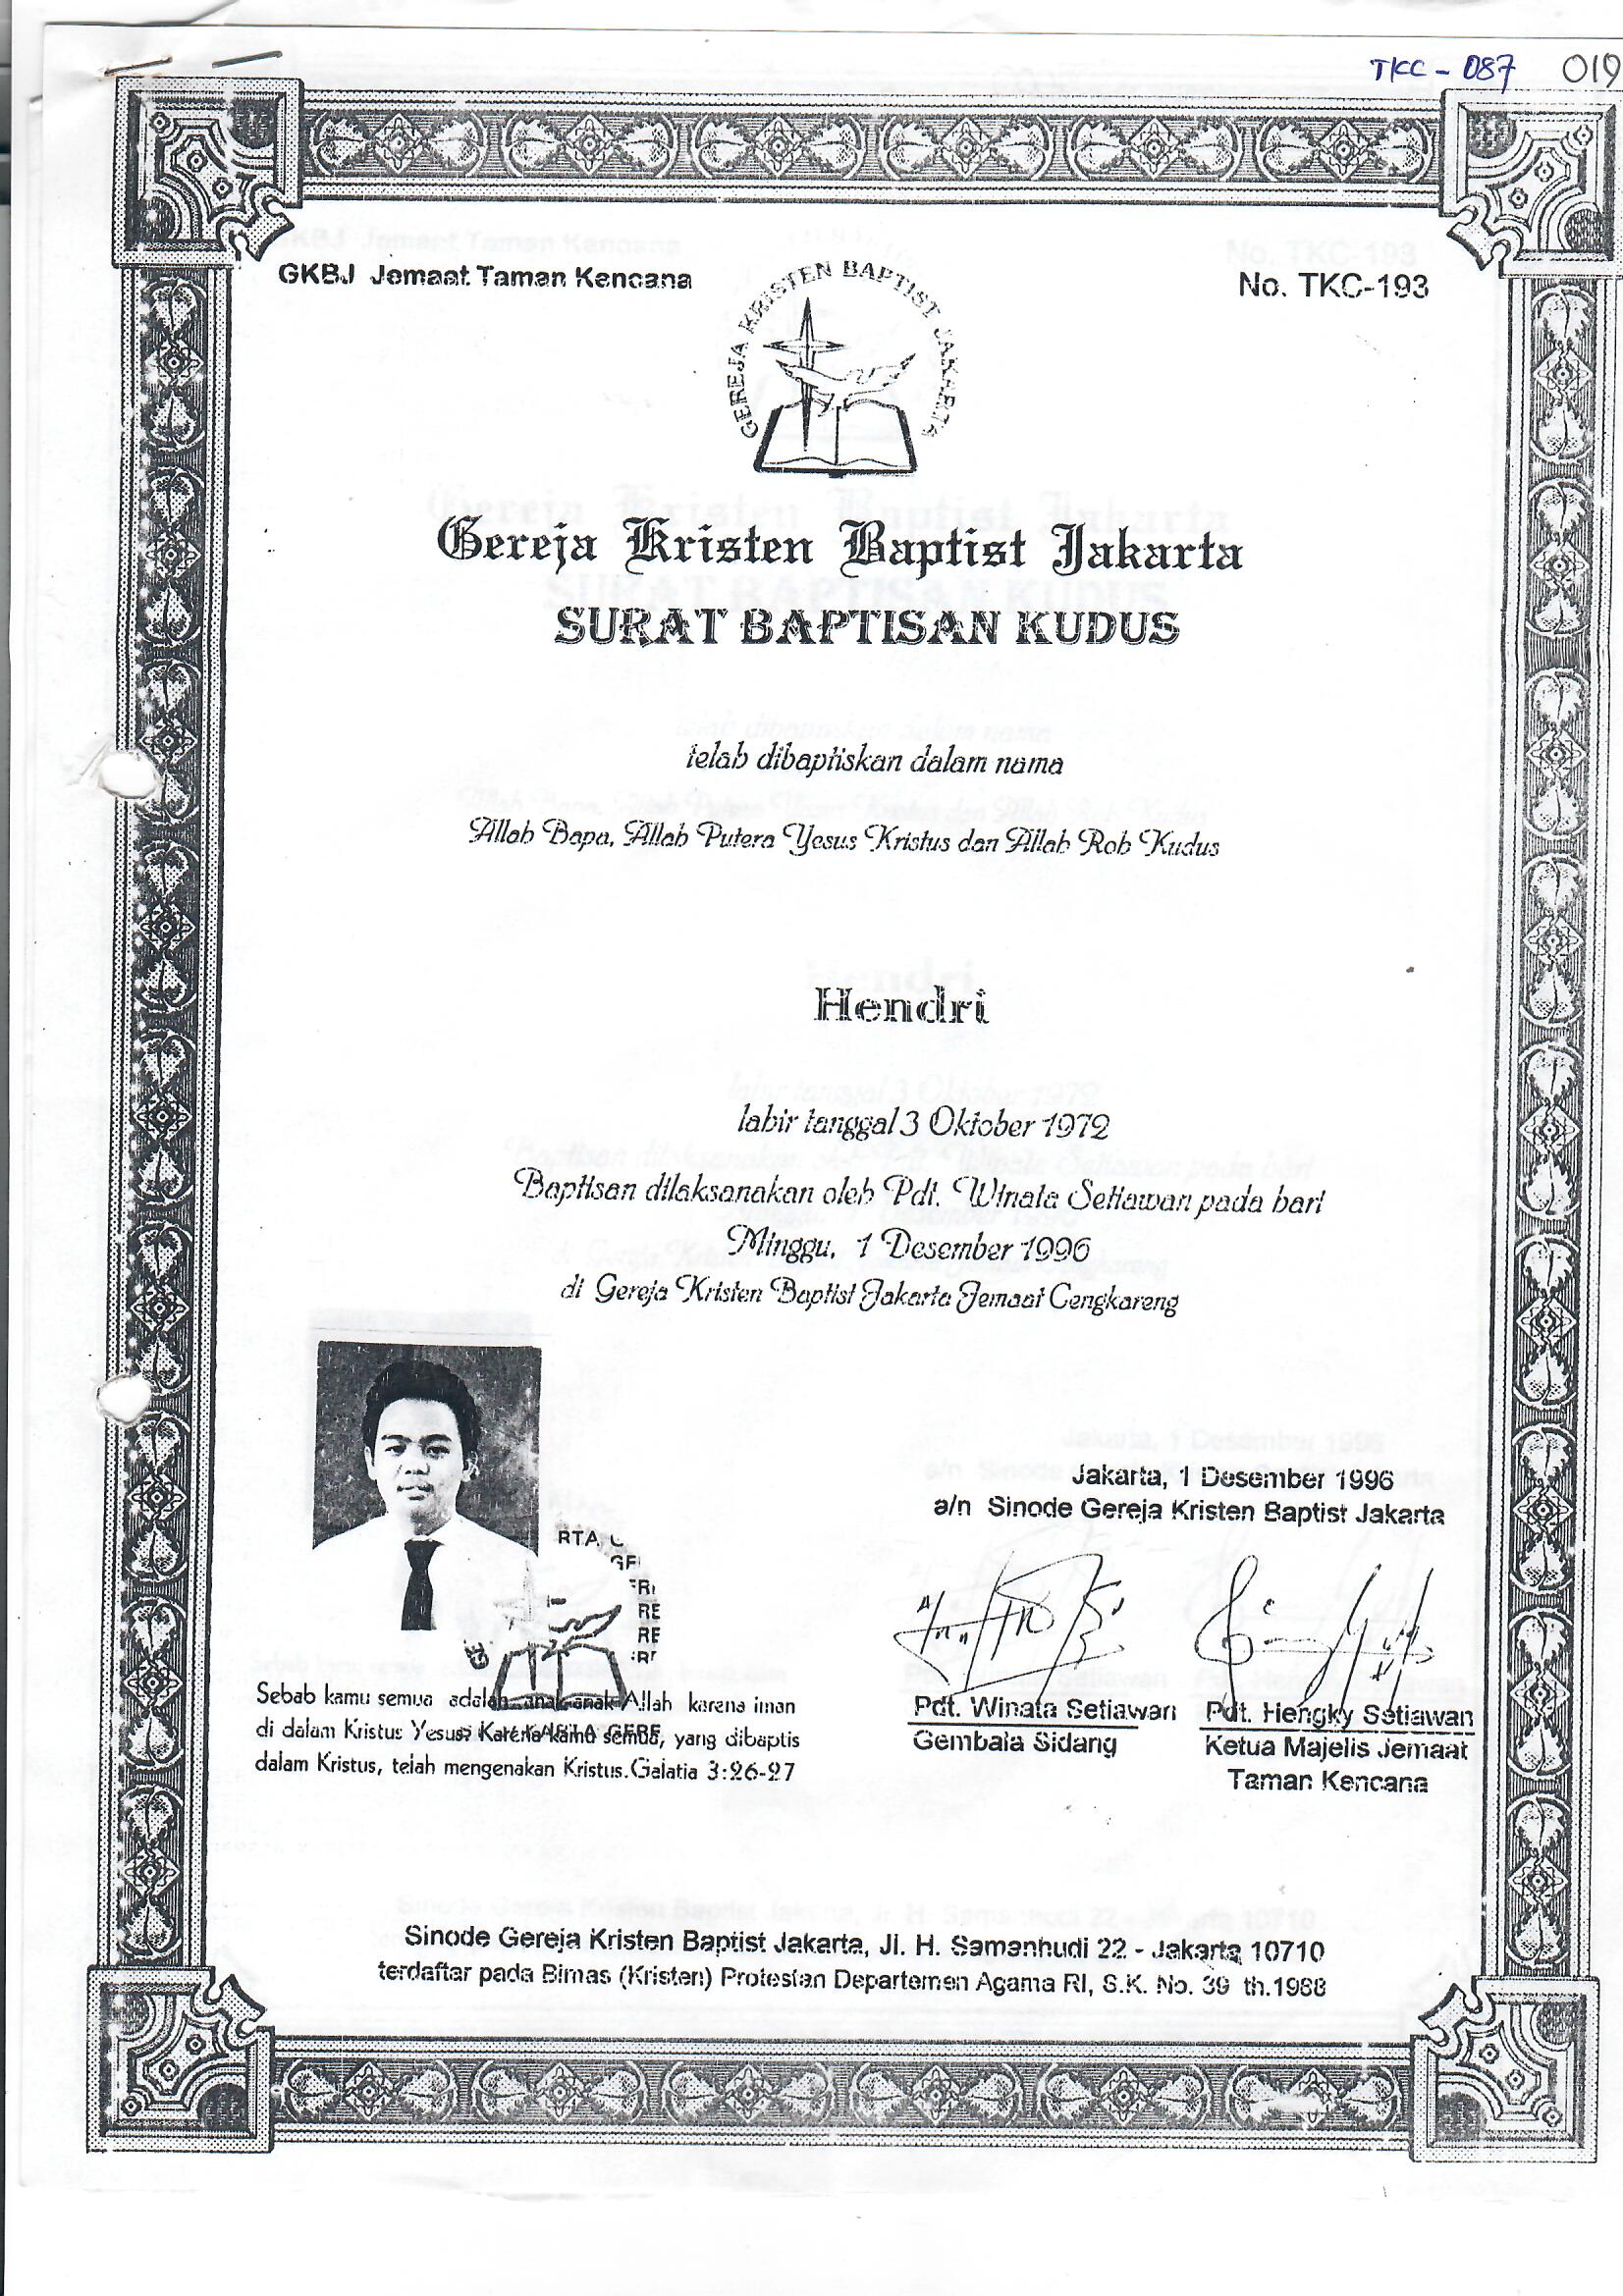 TKC - 087 019
GKBJ Jemaat Taman Kencana
No. TKC-193
GEREJA KRISTEN BAPTIST JAKARTA
Gereja Kristen Baptist Jakarta
SURAT BAPTISAN KUDUS
telah dibaptiskan dalam nama
Allah Bapa, Allah Putera Yesus Kristus dan Allah Roh Kudus
Hendri
lahir tanggal 3 Oktober 1972
Baptisan dilaksanakan oleh Pdt. Winata Setiawan pada hari
Minggu, 1 Desember 1996
di Gereja Kristen Baptist Jakarta Jemaat Cengkareng
Jakarta, 1 Desember 1996
a/n Sinode Gereja Kristen Baptist Jakarta
RTA
Sebab kamu semua adalah anak-anak Allah karena iman
di dalam Kristus Yesus. Karena kamu semua, yang dibaptis
dalam Kristus, telah mengenakan Kristus.Galatia 3:26-27
Pdt. Winata Setiawan
Gembala Sidang
Pdt. Hengky Setiawan
Ketua Majelis Jemaat
Taman Kencana
Sinode Gereja Kristen Baptist Jakarta, Jl. H. Samanhudi 22 - Jakarta 10710
terdaftar pada Bimas (Kristen) Protestan Departemen Agama RI, S.K. No. 39 th.1988